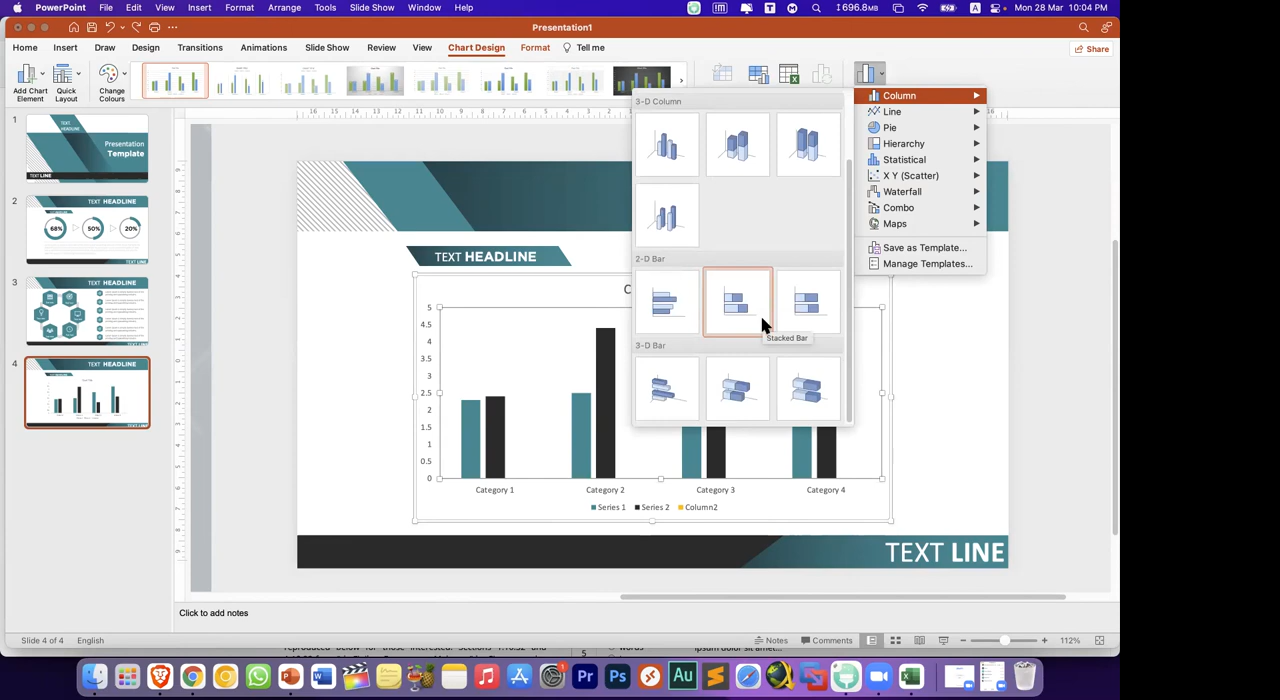 PowerPoint File Edit View Insert Format Arrange Tools Slide Show Window Help 696.8MB A Mon 28 Mar 10:04 PM
Presentation1
Home Insert Draw Design Transitions Animations Slide Show Review View Chart Design Format Tell me Share
Add Chart Element
Quick Layout
Change Colours
Column
Line
Pie
Hierarchy
Statistical
X Y (Scatter)
Waterfall
Combo
Maps
Save as Template...
Manage Templates...
3-D Column
2-D Bar
Stacked Bar
3-D Bar
1
TEXT HEADLINE
Presentation
Template
TEXT LINE
2
TEXT HEADLINE
68% 50% 20%
3
TEXT HEADLINE
4
TEXT HEADLINE
TEXT HEADLINE
5
4.5
4
3.5
3
2.5
2
1.5
1
0.5
0
Category 1 Category 2 Category 3 Category 4
Series 1 Series 2 Column2
TEXT LINE
Click to add notes
Slide 4 of 4 English Notes Comments 112%